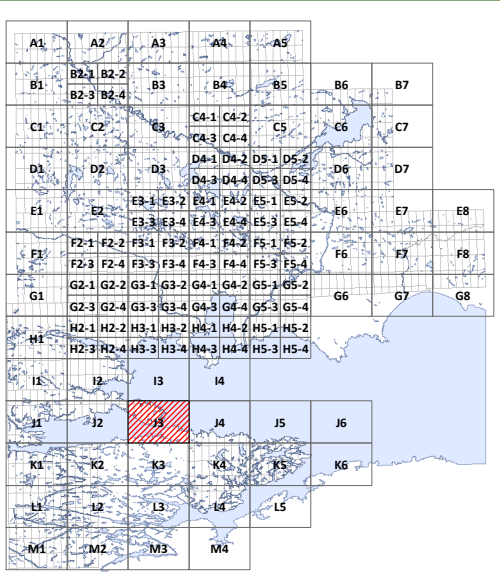 A1 A2 A3 A4 A5
B2-1 B2-2
B1 B3 B4 B5 B6 B7
B2-3 B2-4
C4-1 C4-2
C1 C2 C3 C5 C6 C7
C4-3 C4-4
D4-1 D4-2 D5-1 D5-2
D1 D2 D3 D6 D7
D4-3 D4-4 D5-3 D5-4
E3-1 E3-2 E4-1 E4-2 E5-1 E5-2
E1 E2 E6 E7 E8
E3-3 E3-4 E4-3 E4-4 E5-3 E5-4
F2-1 F2-2 F3-1 F3-2 F4-1 F4-2 F5-1 F5-2
F1 F6 F7 F8
F2-3 F2-4 F3-3 F3-4 F4-3 F4-4 F5-3 F5-4
G2-1 G2-2 G3-1 G3-2 G4-1 G4-2 G5-1 G5-2
G1 G6 G7 G8
G2-3 G2-4 G3-3 G3-4 G4-3 G4-4 G5-3 G5-4
H2-1 H2-2 H3-1 H3-2 H4-1 H4-2 H5-1 H5-2
H1
H2-3 H2-4 H3-3 H3-4 H4-3 H4-4 H5-3 H5-4
I1 I2 I3 I4
J1 J2 J3 J4 J5 J6
K1 K2 K3 K4 K5 K6
L1 L2 L3 L4 L5
M1 M2 M3 M4